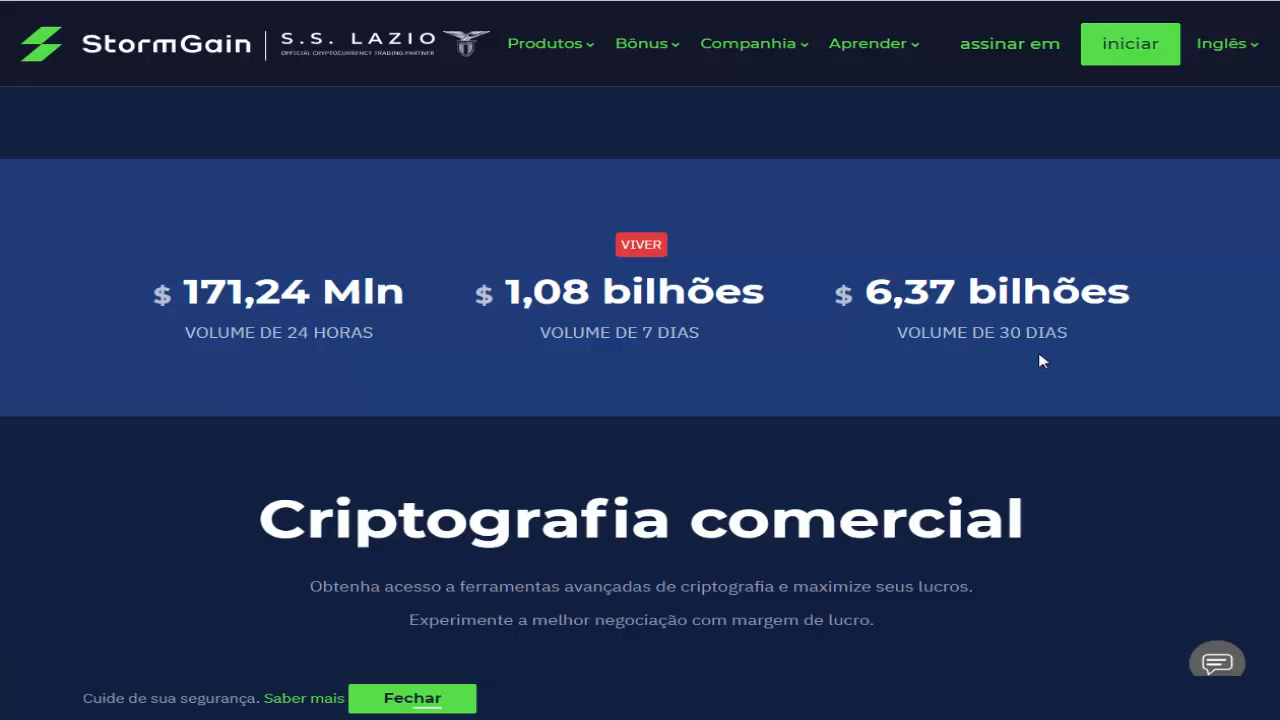 StormGain
S.S. LAZIO
OFFICIAL CRYPTOCURRENCY TRADING PARTNER
Produtos
Bônus
Companhia
Aprender
assinar em
iniciar
Inglês
VIVER
$ 171,24 Mln
$ 1,08 bilhões
$ 6,37 bilhões
VOLUME DE 24 HORAS
VOLUME DE 7 DIAS
VOLUME DE 30 DIAS
Criptografia comercial
Obtenha acesso a ferramentas avançadas de criptografia e maximize seus lucros.
Experimente a melhor negociação com margem de lucro.
Cuide de sua segurança. Saber mais
Fechar